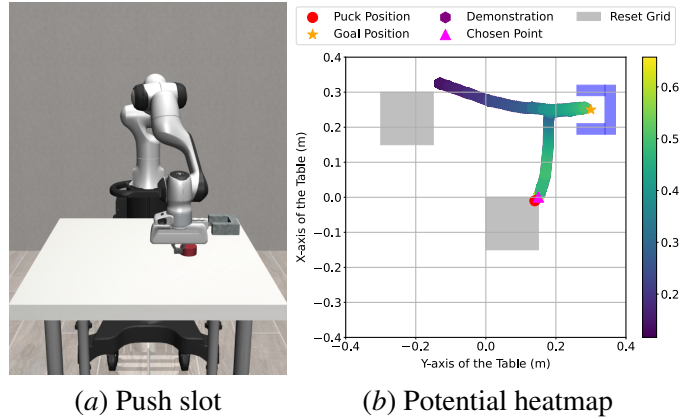 Puck Position
Goal Position
Demonstration
Chosen Point
Reset Grid
X-axis of the Table (m)
0.4
0.3
0.2
0.1
0.0
−0.1
−0.2
−0.3
−0.4
−0.4 −0.2 0.0 0.2 0.4
Y-axis of the Table (m)
0.6
0.5
0.4
0.3
0.2
(a) Push slot
(b) Potential heatmap